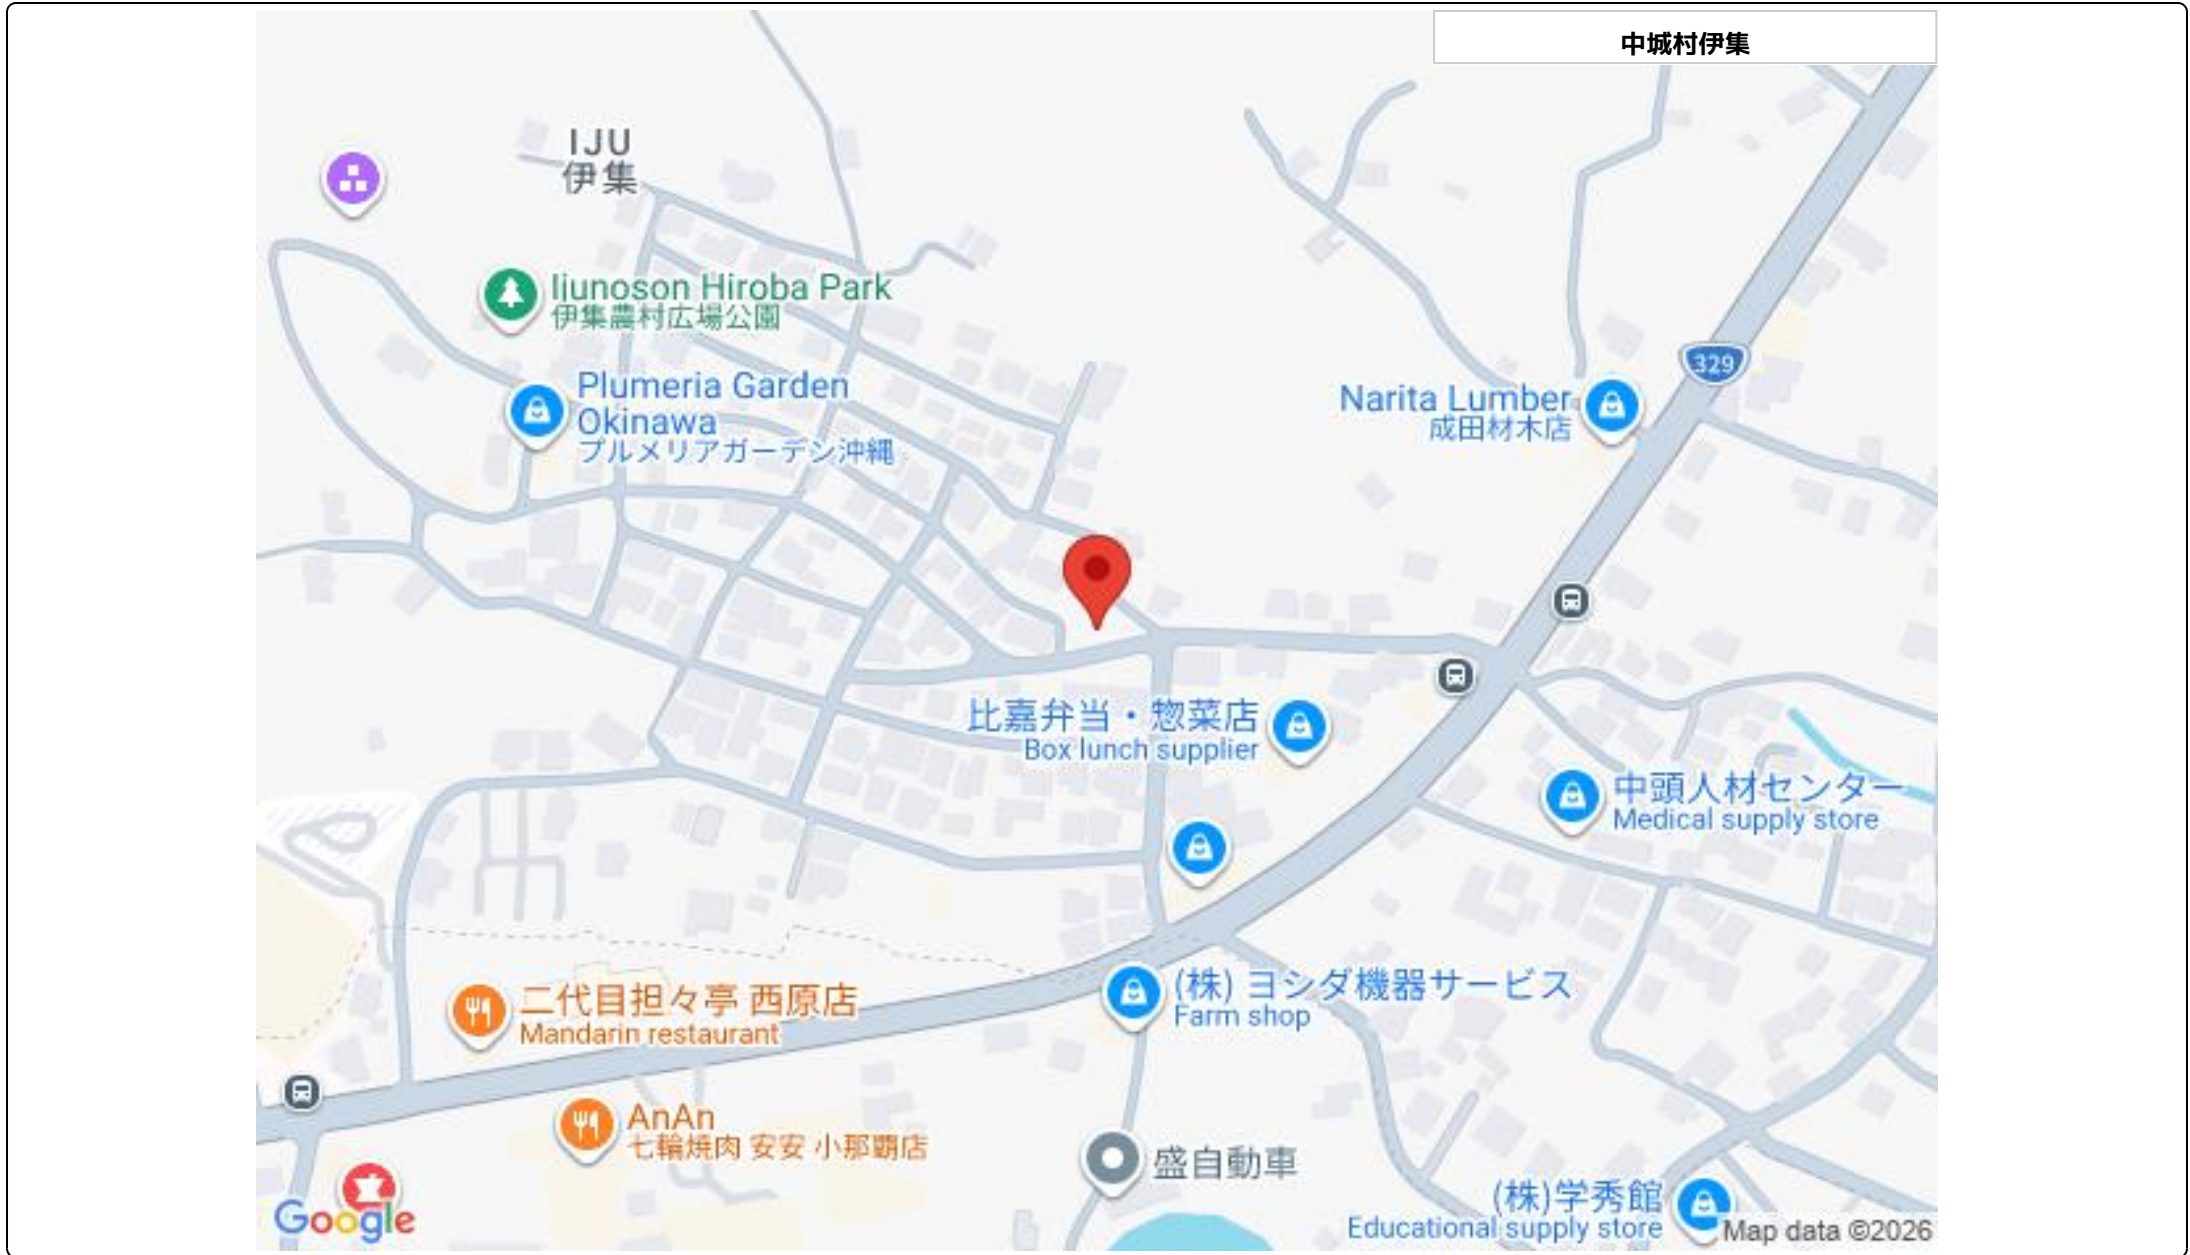 中城村伊集
IJU
伊集
Ijunoson Hiroba Park
伊集農村広場公園
Plumeria Garden
Okinawa
プルメリアガーデン沖縄
Narita Lumber
成田材木店
329
比嘉弁当・惣菜店
Box lunch supplier
中頭人材センター
Medical supply store
二代目担々亭 西原店
Mandarin restaurant
(株) ヨシダ機器サービス
Farm shop
AnAn
七輪焼肉 安安 小那覇店
盛自動車
(株)学秀館
Educational supply store
Google
Map data ©2026